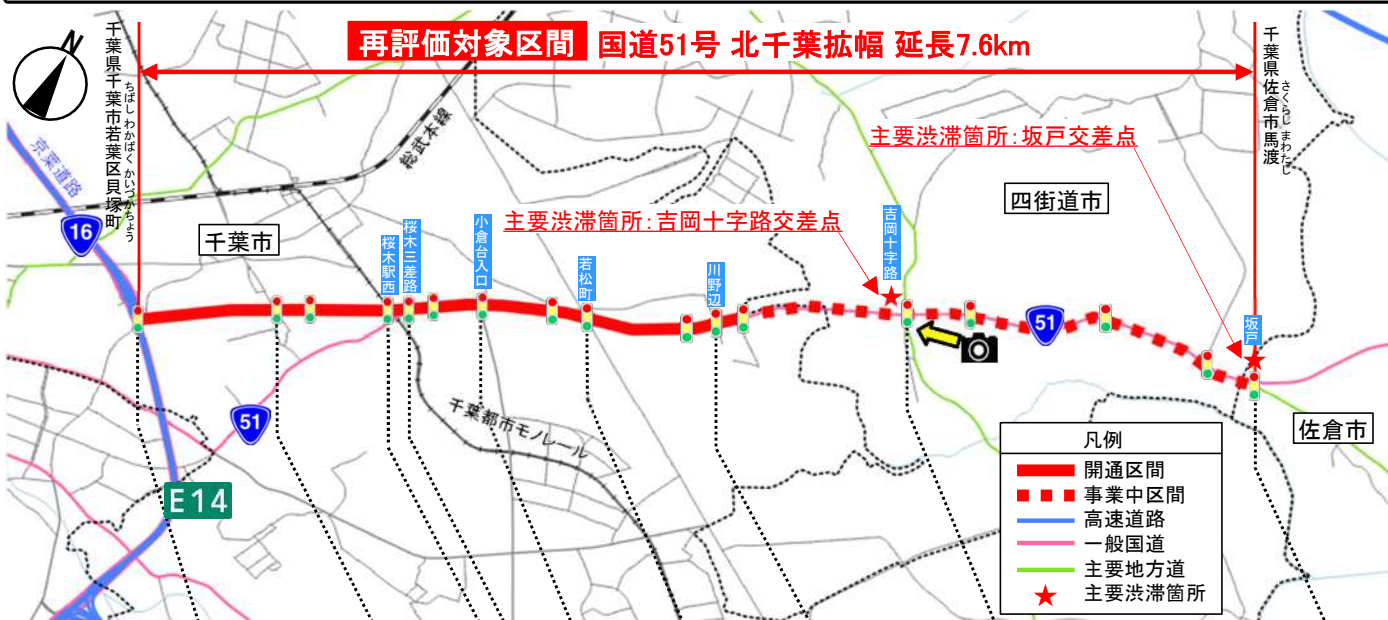 再評価対象区間 国道51号 北千葉拡幅 延長7.6km
N
千葉県千葉市若葉区貝塚町
ちばし わかばく かいづかちょう
千葉県佐倉市馬渡
さくらし まわたし
京葉道路
総武本線
16
千葉市
主要渋滞箇所:坂戸交差点
四街道市
主要渋滞箇所:吉岡十字路交差点
桜木駅西
桜木三差路
小倉台入口
若松町
川野辺
吉岡十字路
坂戸
51
51
千葉都市モノレール
E14
佐倉市
凡例
開通区間
事業中区間
高速道路
一般国道
主要地方道
主要渋滞箇所